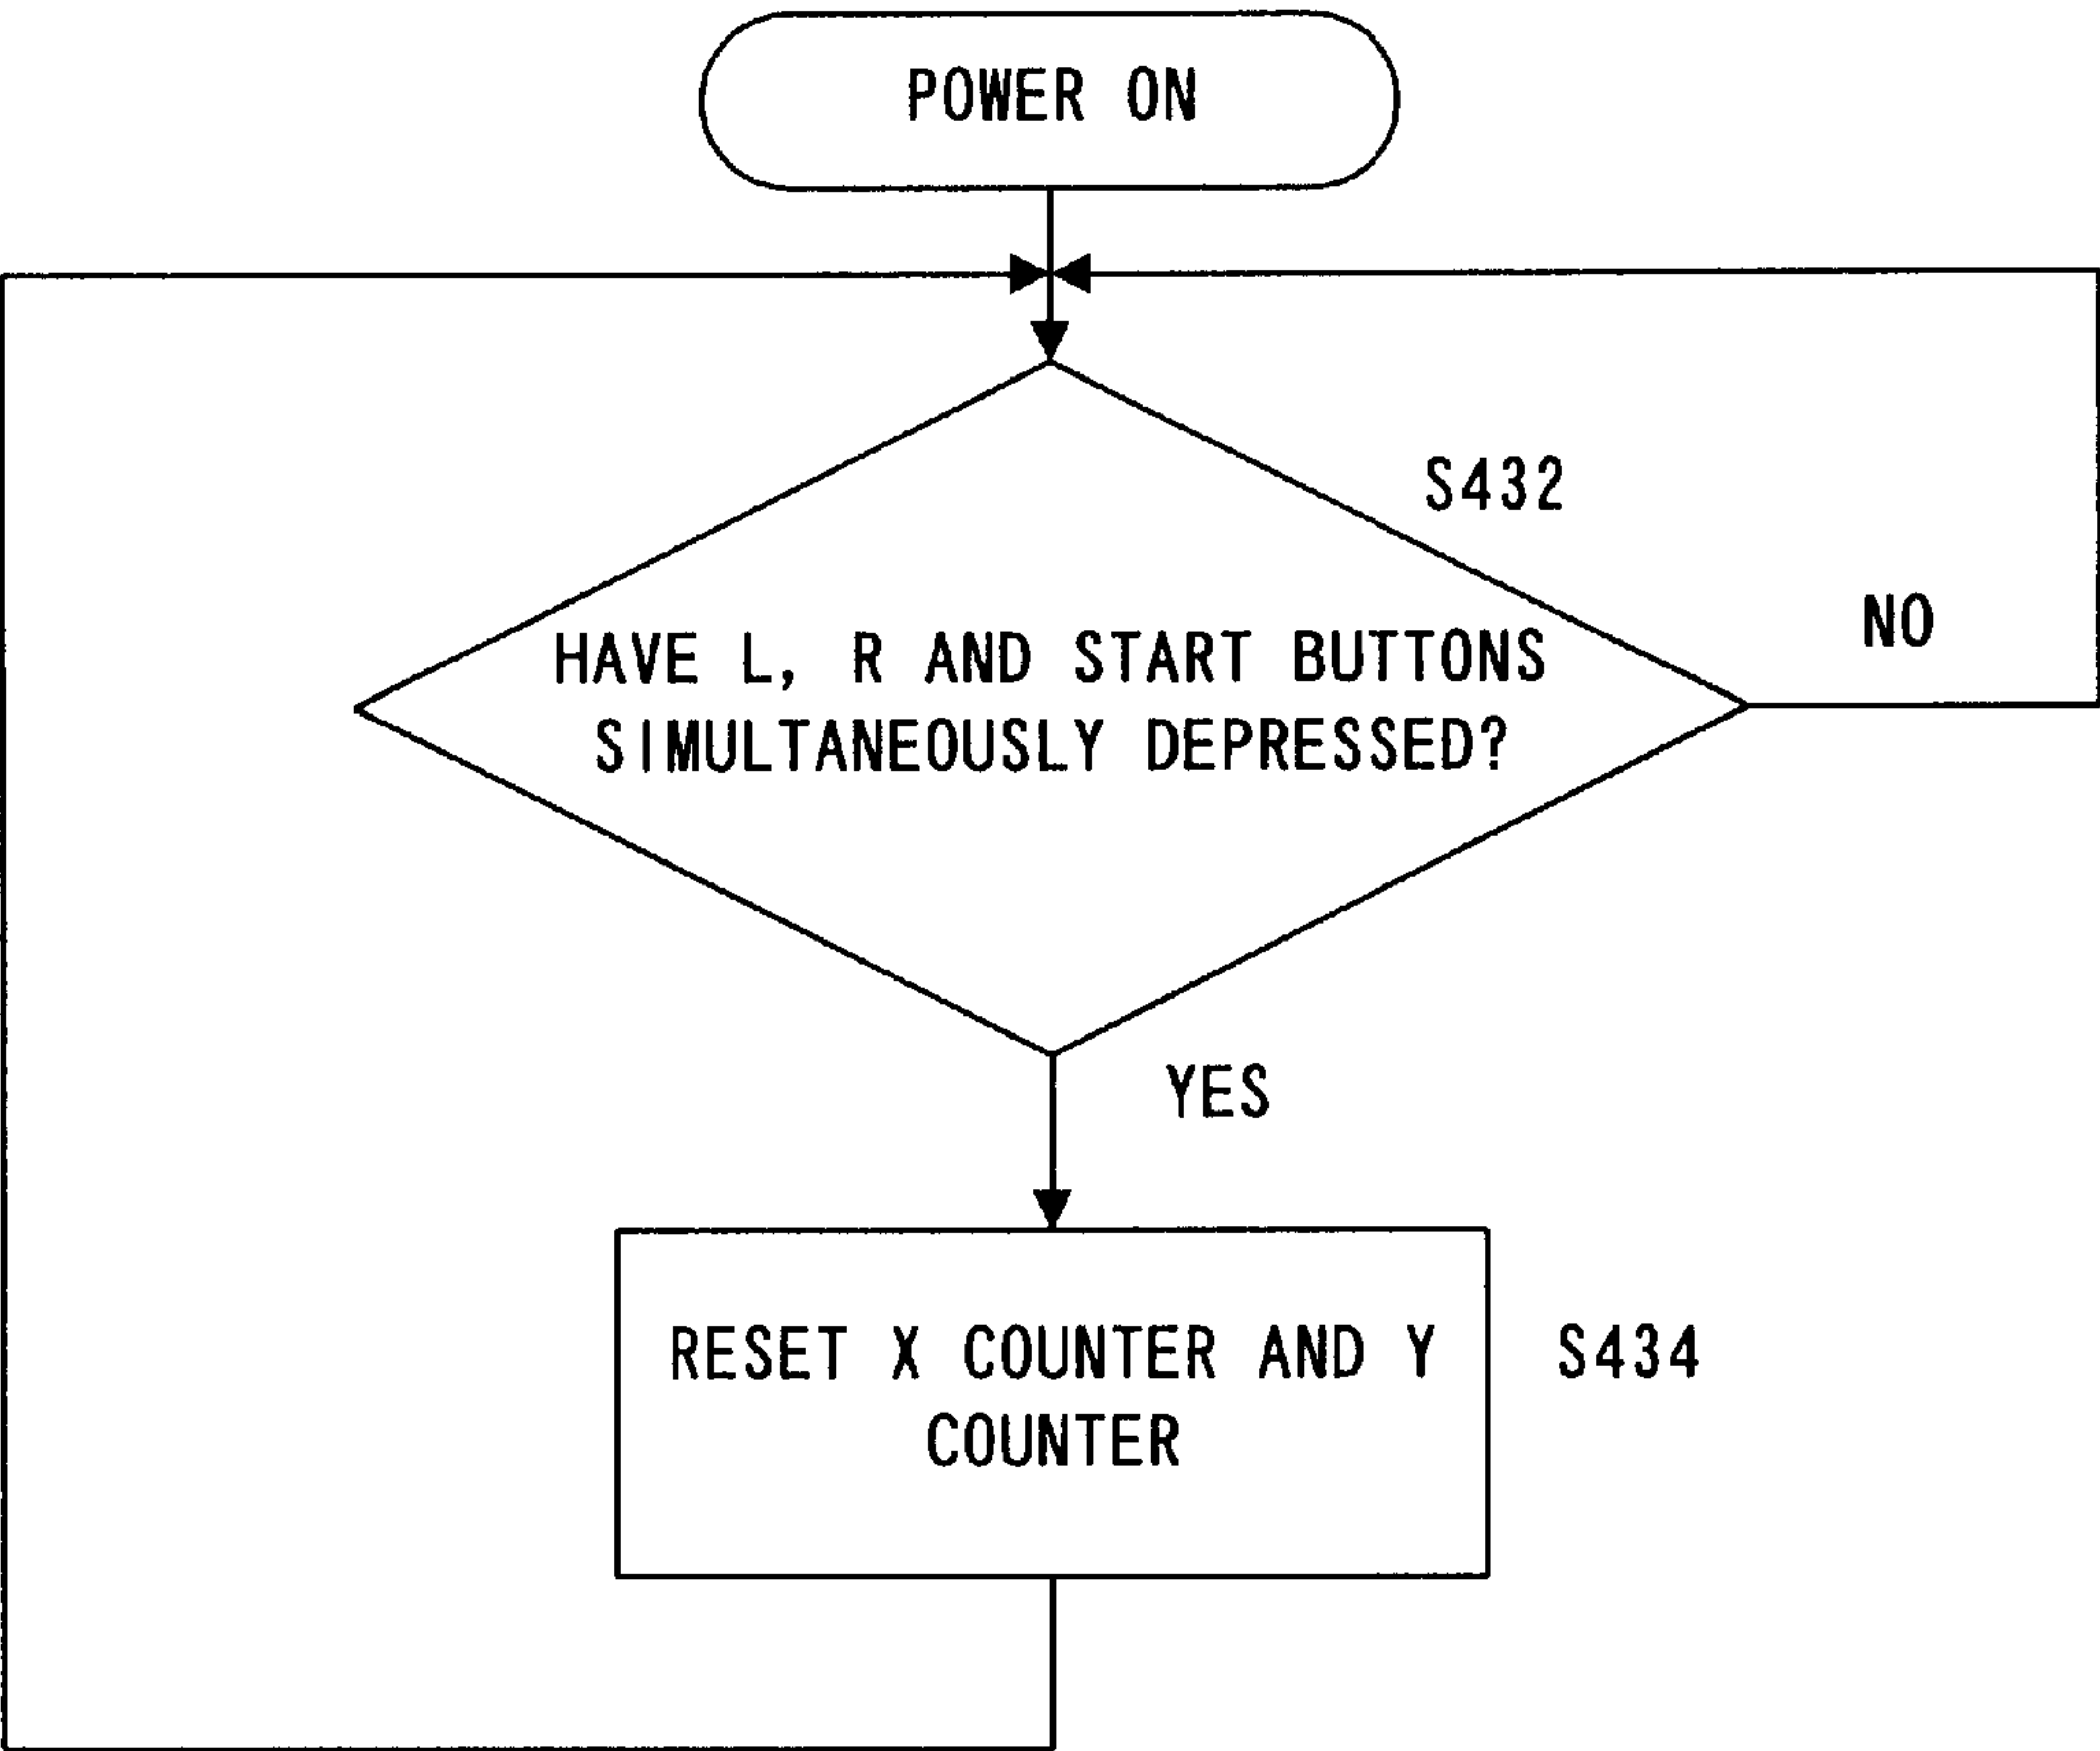 POWER ON
S432
NO
HAVE L, R AND START BUTTONS
SIMULTANEOUSLY DEPRESSED?
YES
RESET X COUNTER AND Y
COUNTER
S434